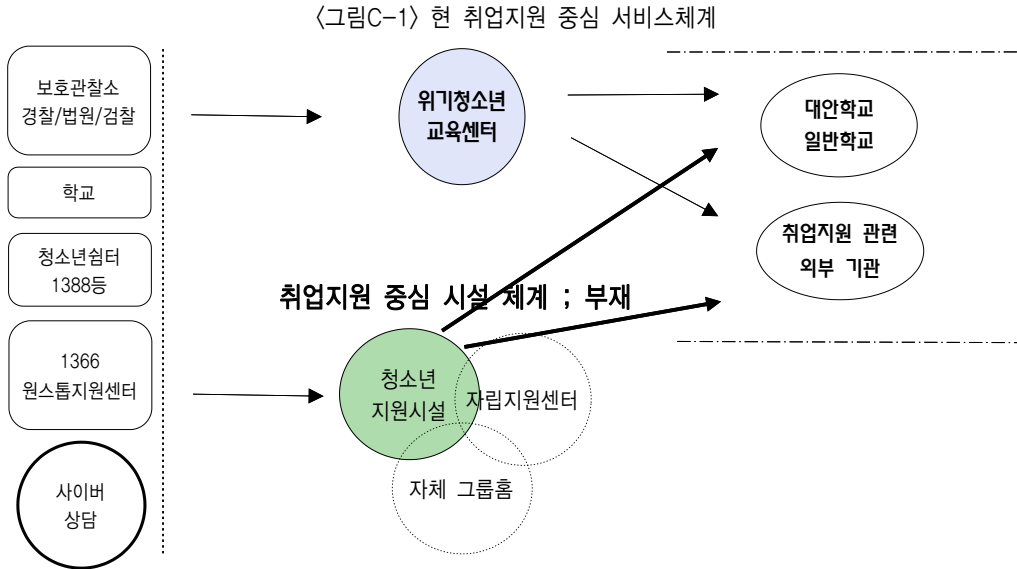 〈그림C-1〉 현 취업지원 중심 서비스체계
보호관찰소
경찰/법원/검찰
학교
청소년쉼터
1388등
1366
원스톱지원센터
사이버
상담
위기청소년
교육센터
취업지원 중심 시설 체계 ; 부재
청소년
지원시설
자립지원센터
자체 그룹홈
대안학교
일반학교
취업지원 관련
외부 기관